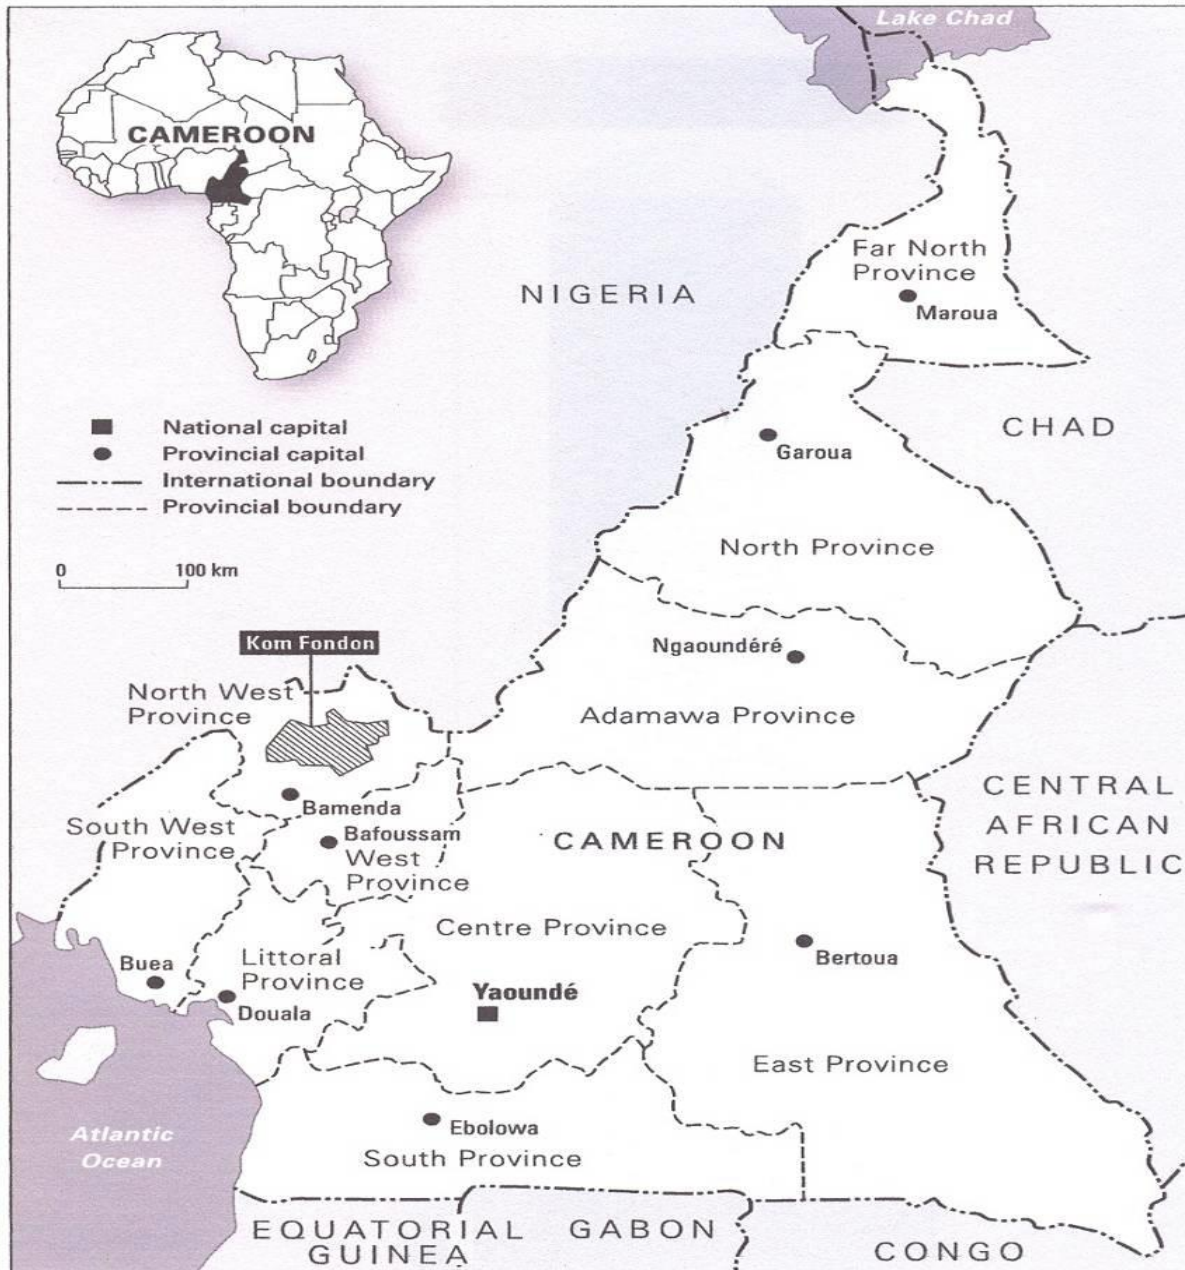 Lake Chad
CAMEROON
Far North
Province
NIGERIA
Maroua
CHAD
National capital
Provincial capital
International boundary
Provincial boundary
Garoua
North Province
0 100 km
Kom Fondon
Ngaoundéré
North West
Province
Adamawa Province
CENTRAL
AFRICAN
REPUBLIC
Bamenda
South West
Province
Bafoussam
West
Province
CAMEROON
Centre Province
Buea
Littoral
Province
Bertoua
Yaoundé
Douala
East Province
Atlantic
Ocean
Ebolowa
South Province
EQUATORIAL
GUINEA
GABON
CONGO